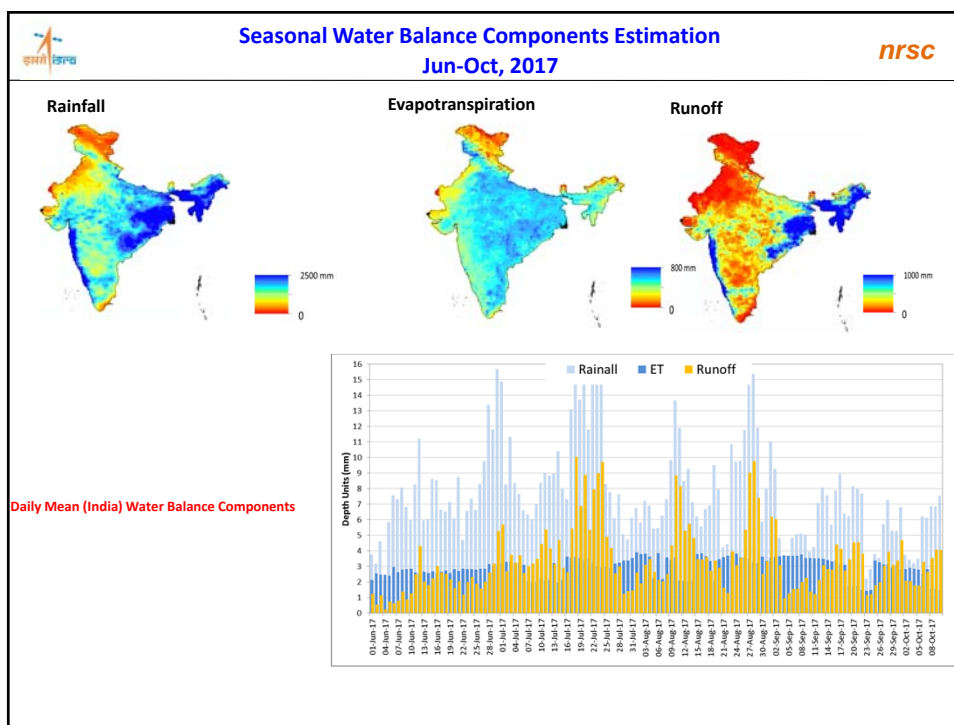 Seasonal Water Balance Components Estimation
Jun-Oct, 2017
इसरो isro
nrsc
Rainfall
Evapotranspiration
Runoff
2500 mm
0
800 mm
0
1000 mm
0
Daily Mean (India) Water Balance Components
Rainall ET Runoff
Depth Units (mm)
16
15
14
13
12
11
10
9
8
7
6
5
4
3
2
1
0
01-Jun-17
04-Jun-17
07-Jun-17
10-Jun-17
13-Jun-17
16-Jun-17
19-Jun-17
22-Jun-17
25-Jun-17
28-Jun-17
01-Jul-17
04-Jul-17
07-Jul-17
10-Jul-17
13-Jul-17
16-Jul-17
19-Jul-17
22-Jul-17
25-Jul-17
28-Jul-17
31-Jul-17
03-Aug-17
06-Aug-17
09-Aug-17
12-Aug-17
15-Aug-17
18-Aug-17
21-Aug-17
24-Aug-17
27-Aug-17
30-Aug-17
02-Sep-17
05-Sep-17
08-Sep-17
11-Sep-17
14-Sep-17
17-Sep-17
20-Sep-17
23-Sep-17
26-Sep-17
29-Sep-17
02-Oct-17
05-Oct-17
08-Oct-17